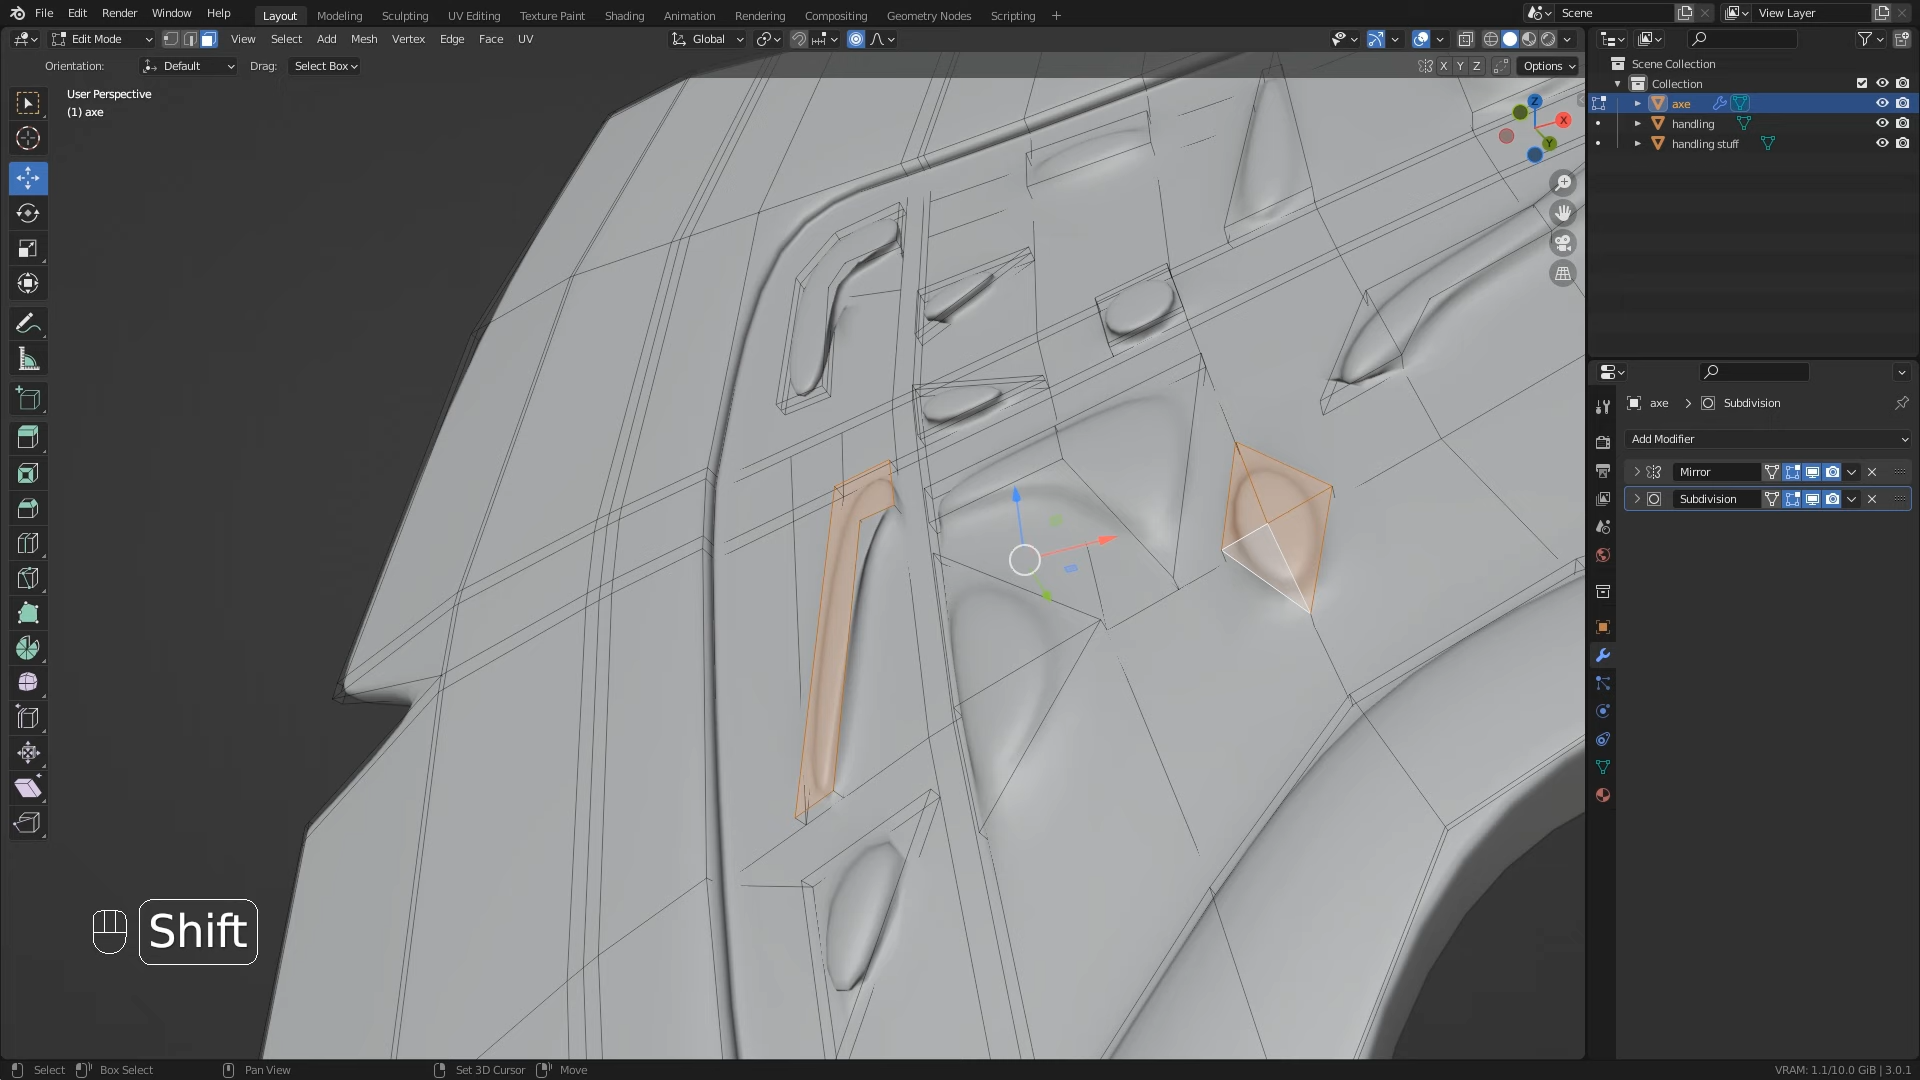 File Edit Render Window Help Layout Modeling Sculpting UV Editing Texture Paint Shading Animation Rendering Compositing Geometry Nodes Scripting + Scene View Layer
Edit Mode View Select Add Mesh Vertex Edge Face UV Global
Orientation: Default Drag: Select Box X Y Z Options
User Perspective
(1) axe
Z
X
Y
Scene Collection
Collection
axe
handling
handling stuff
axe > Subdivision
Add Modifier
Mirror
Subdivision
Shift
Select Box Select Pan View Set 3D Cursor Move VRAM: 1.1/10.0 GiB | 3.0.1